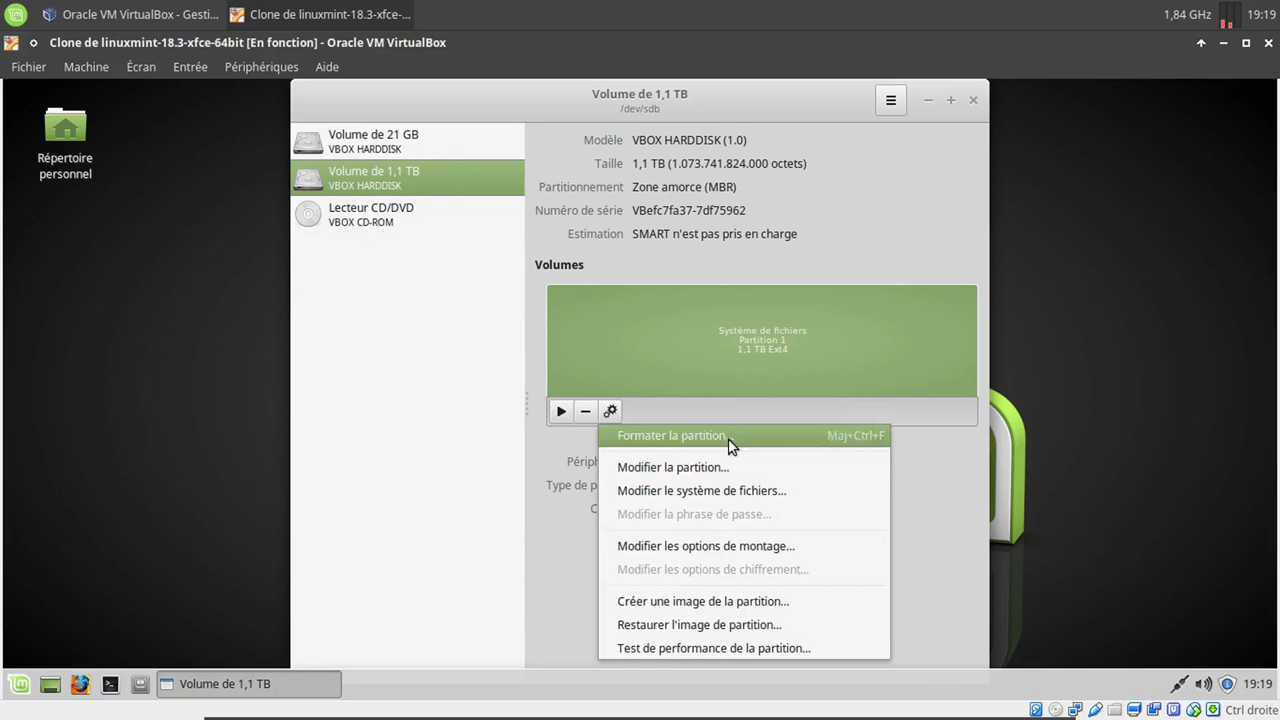 Oracle VM VirtualBox - Gesti...
Clone de linuxmint-18.3-xfce-...
1,84 GHz
19:19
Clone de linuxmint-18.3-xfce-64bit [En fonction] - Oracle VM VirtualBox
Fichier Machine Écran Entrée Périphériques Aide
Répertoire
personnel
Volume de 1,1 TB
/dev/sdb
Volume de 21 GB
VBOX HARDDISK
Volume de 1,1 TB
VBOX HARDDISK
Lecteur CD/DVD
VBOX CD-ROM
Modèle VBOX HARDDISK (1.0)
Taille 1,1 TB (1.073.741.824.000 octets)
Partitionnement Zone amorce (MBR)
Numéro de série VBefc7fa37-7df75962
Estimation SMART n'est pas pris en charge
Volumes
Système de fichiers
Partition 1
1,1 TB Ext4
Périph
Type de p
C
Formater la partition... Maj+Ctrl+F
Modifier la partition...
Modifier le système de fichiers...
Modifier la phrase de passe...
Modifier les options de montage...
Modifier les options de chiffrement...
Créer une image de la partition...
Restaurer l'image de partition...
Test de performance de la partition...
Volume de 1,1 TB
19:19
Ctrl droite